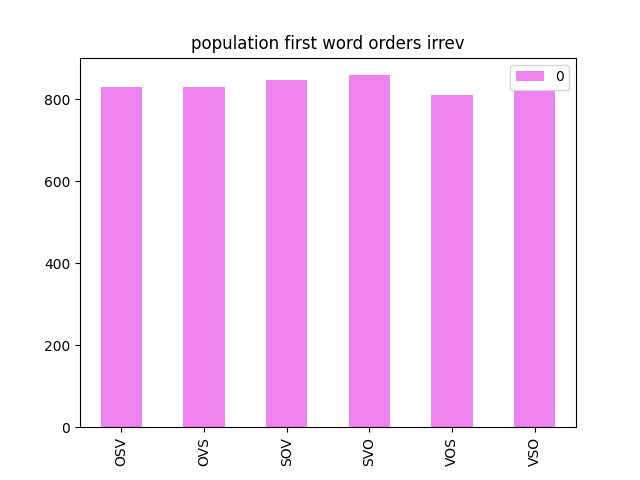 population first word orders irrev
0
800
600
400
200
0
OSV
OVS
SOV
SVO
VOS
VSO